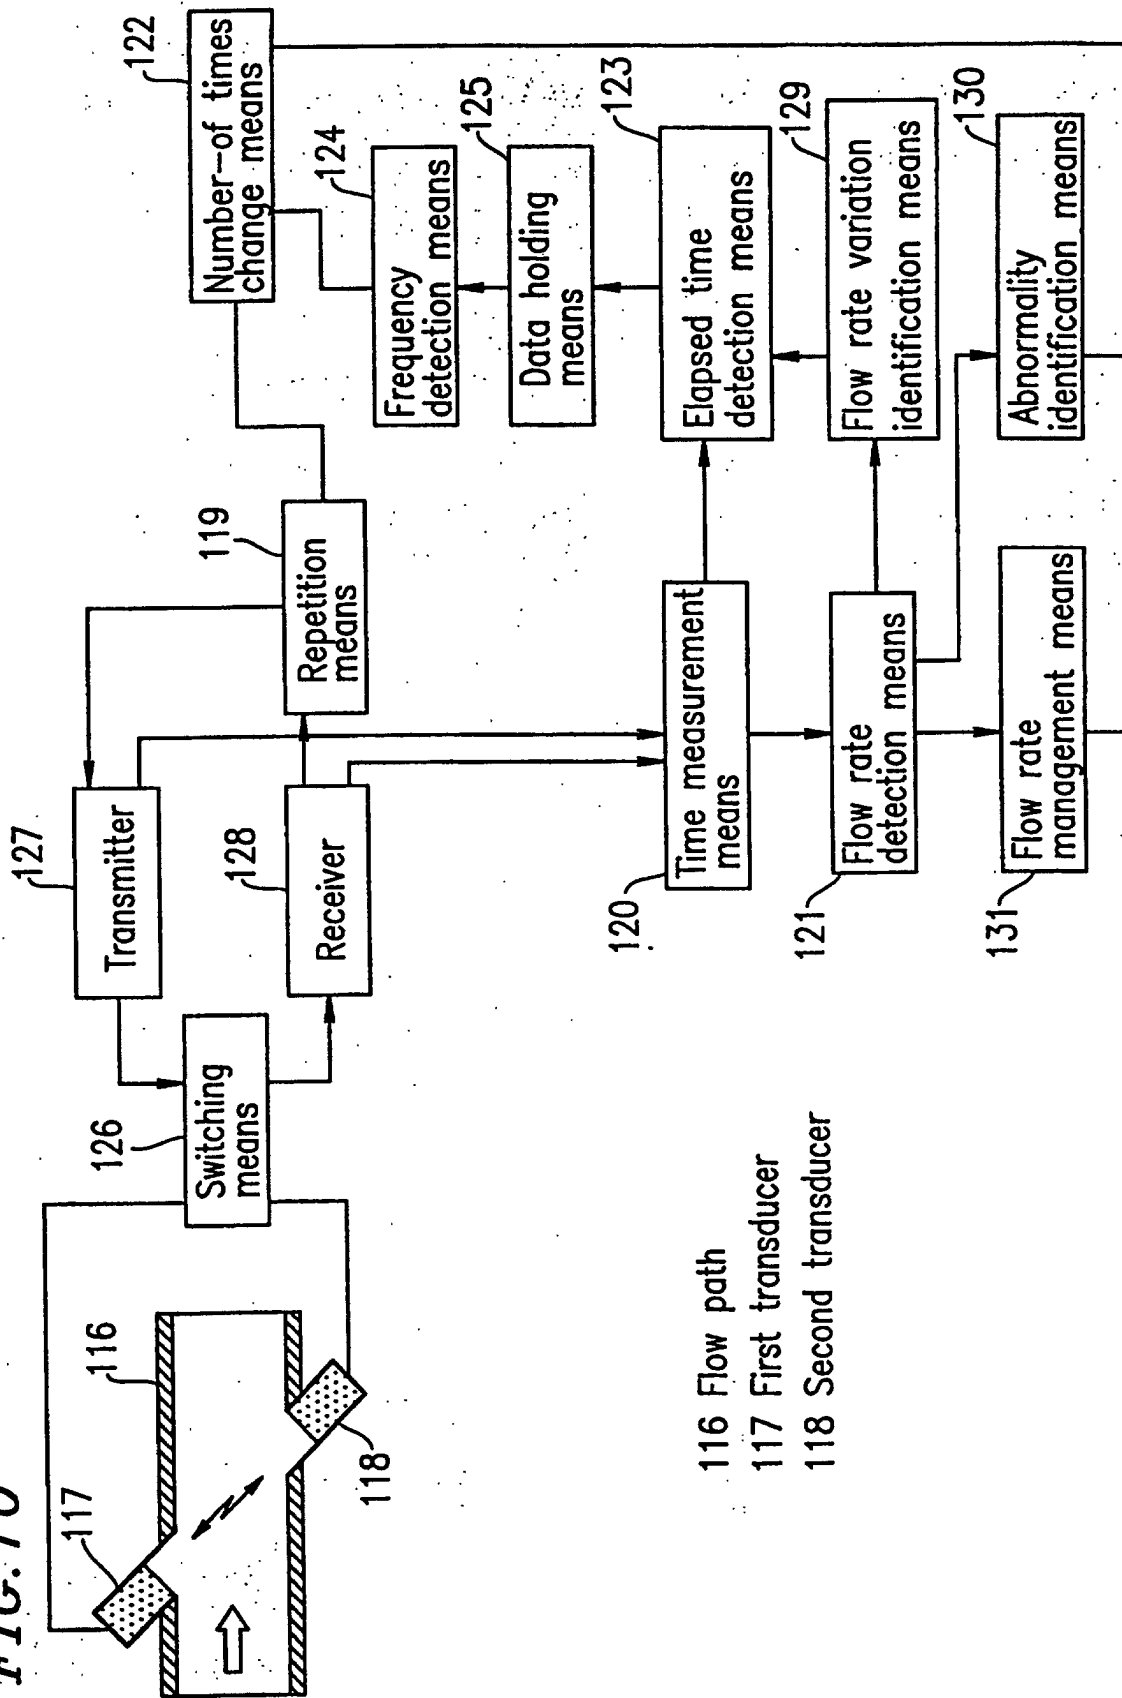 117
116
118
126
Switching
means
127
Transmitter
128
Receiver
119
Repetition
means
122
Number-of times
change means
124
Frequency
detection means
125
Data holding
means
123
Elapsed time
detection means
120
Time measurement
means
129
Flow rate variation
identification means
121
Flow rate
detection means
130
Abnormality
identification means
131
Flow rate
management means
116 Flow path
117 First transducer
118 Second transducer